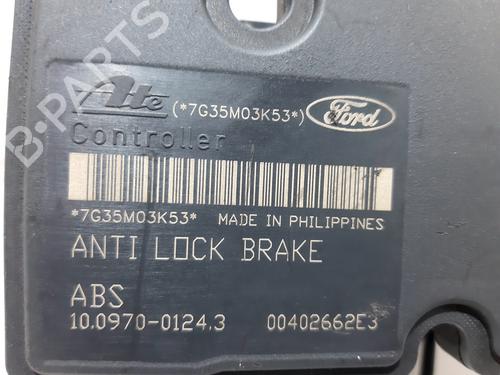 Ate (*7G35M03K53*) Ford
Controller
*7G35M03K53* MADE IN PHILIPPINES
ANTI LOCK BRAKE
ABS
10.0970-0124.3 00402662E3
B-PARTS